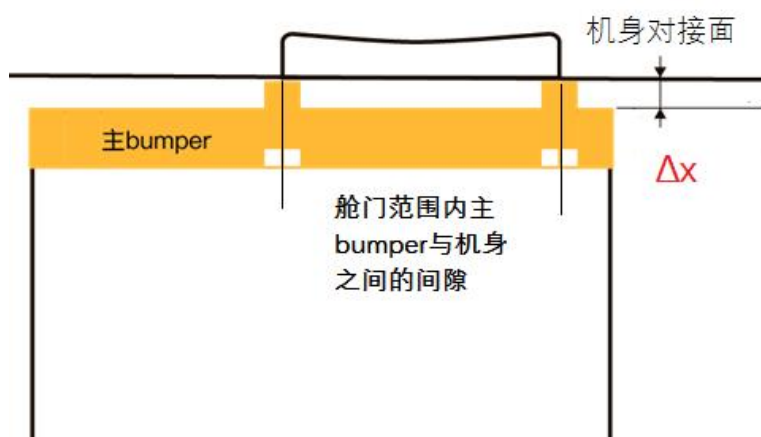 机身对接面
主bumper
Δx
舱门范围内主
bumper与机身
之间的间隙